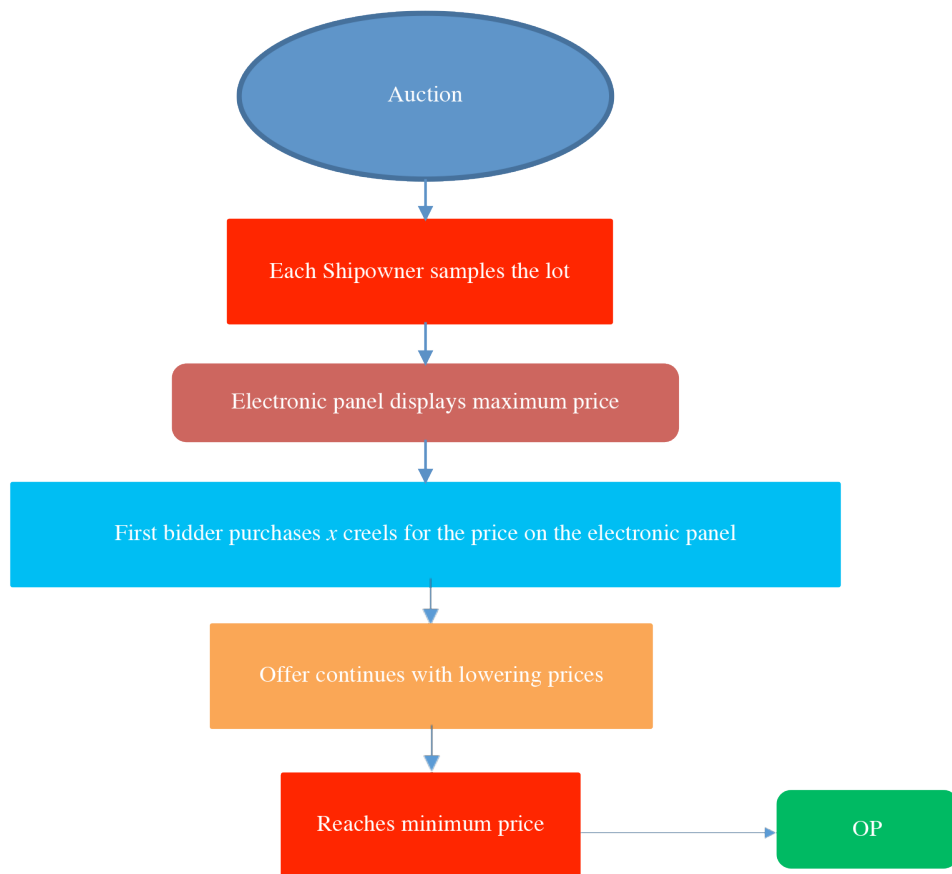 Auction
Each Shipowner samples the lot
Electronic panel displays maximum price
First bidder purchases x creels for the price on the electronic panel
Offer continues with lowering prices
Reaches minimum price
OP